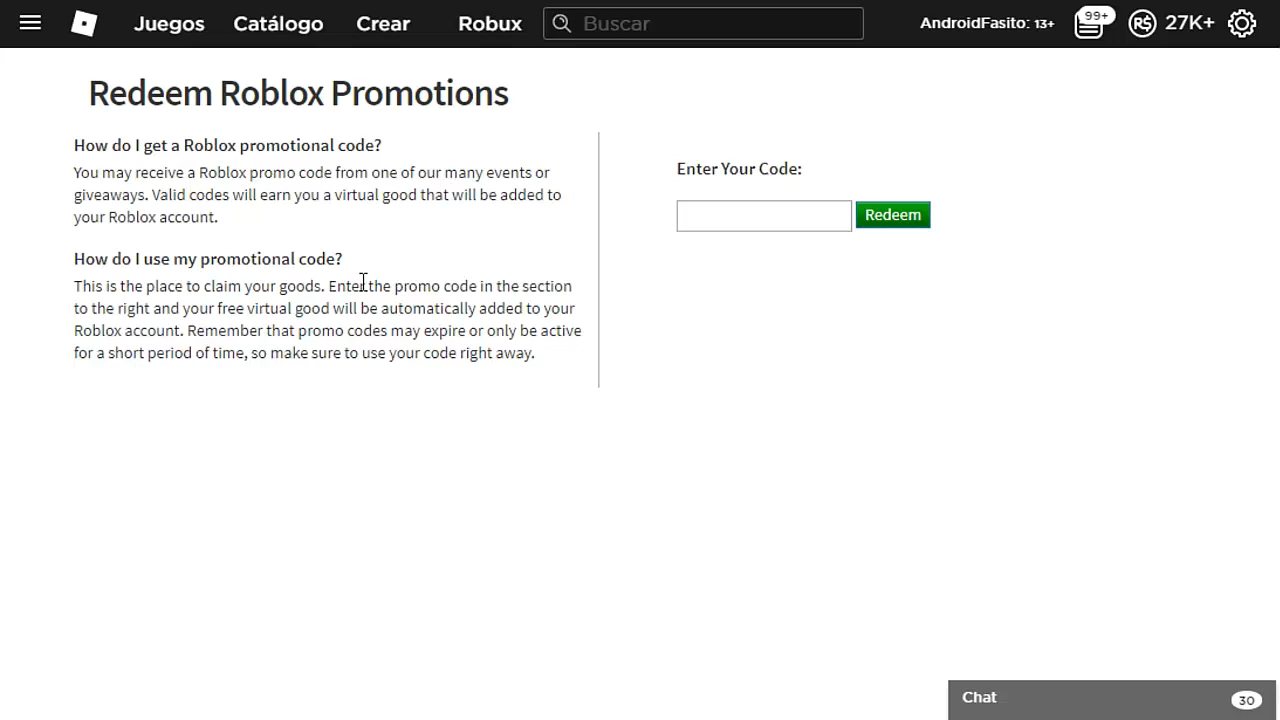 Juegos Catálogo Crear Robux Buscar AndroidFasito: 13+ 99+ 27K+
Redeem Roblox Promotions
How do I get a Roblox promotional code?
You may receive a Roblox promo code from one of our many events or
giveaways. Valid codes will earn you a virtual good that will be added to
your Roblox account.
How do I use my promotional code?
This is the place to claim your goods. Enter the promo code in the section
to the right and your free virtual good will be automatically added to your
Roblox account. Remember that promo codes may expire or only be active
for a short period of time, so make sure to use your code right away.
Enter Your Code:
Redeem
Chat 30